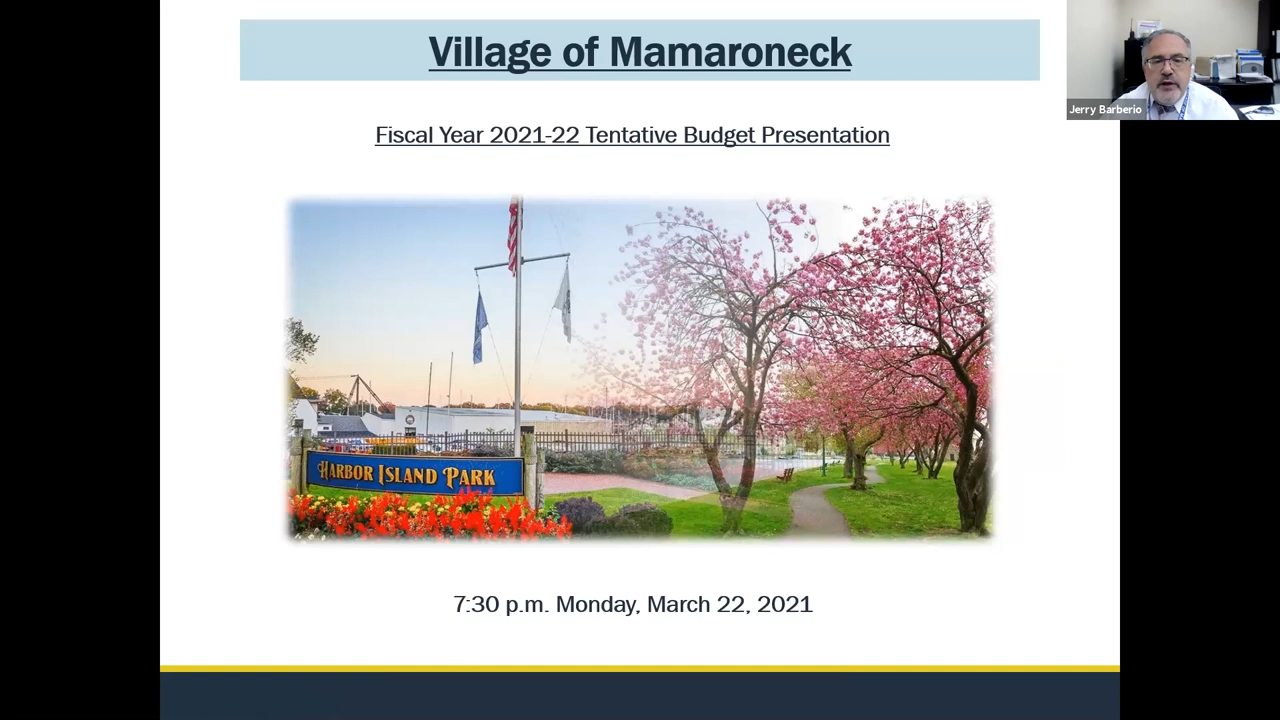 Village of Mamaroneck
Jerry Barberio
Fiscal Year 2021-22 Tentative Budget Presentation
HARBOR ISLAND PARK
7:30 p.m. Monday, March 22, 2021